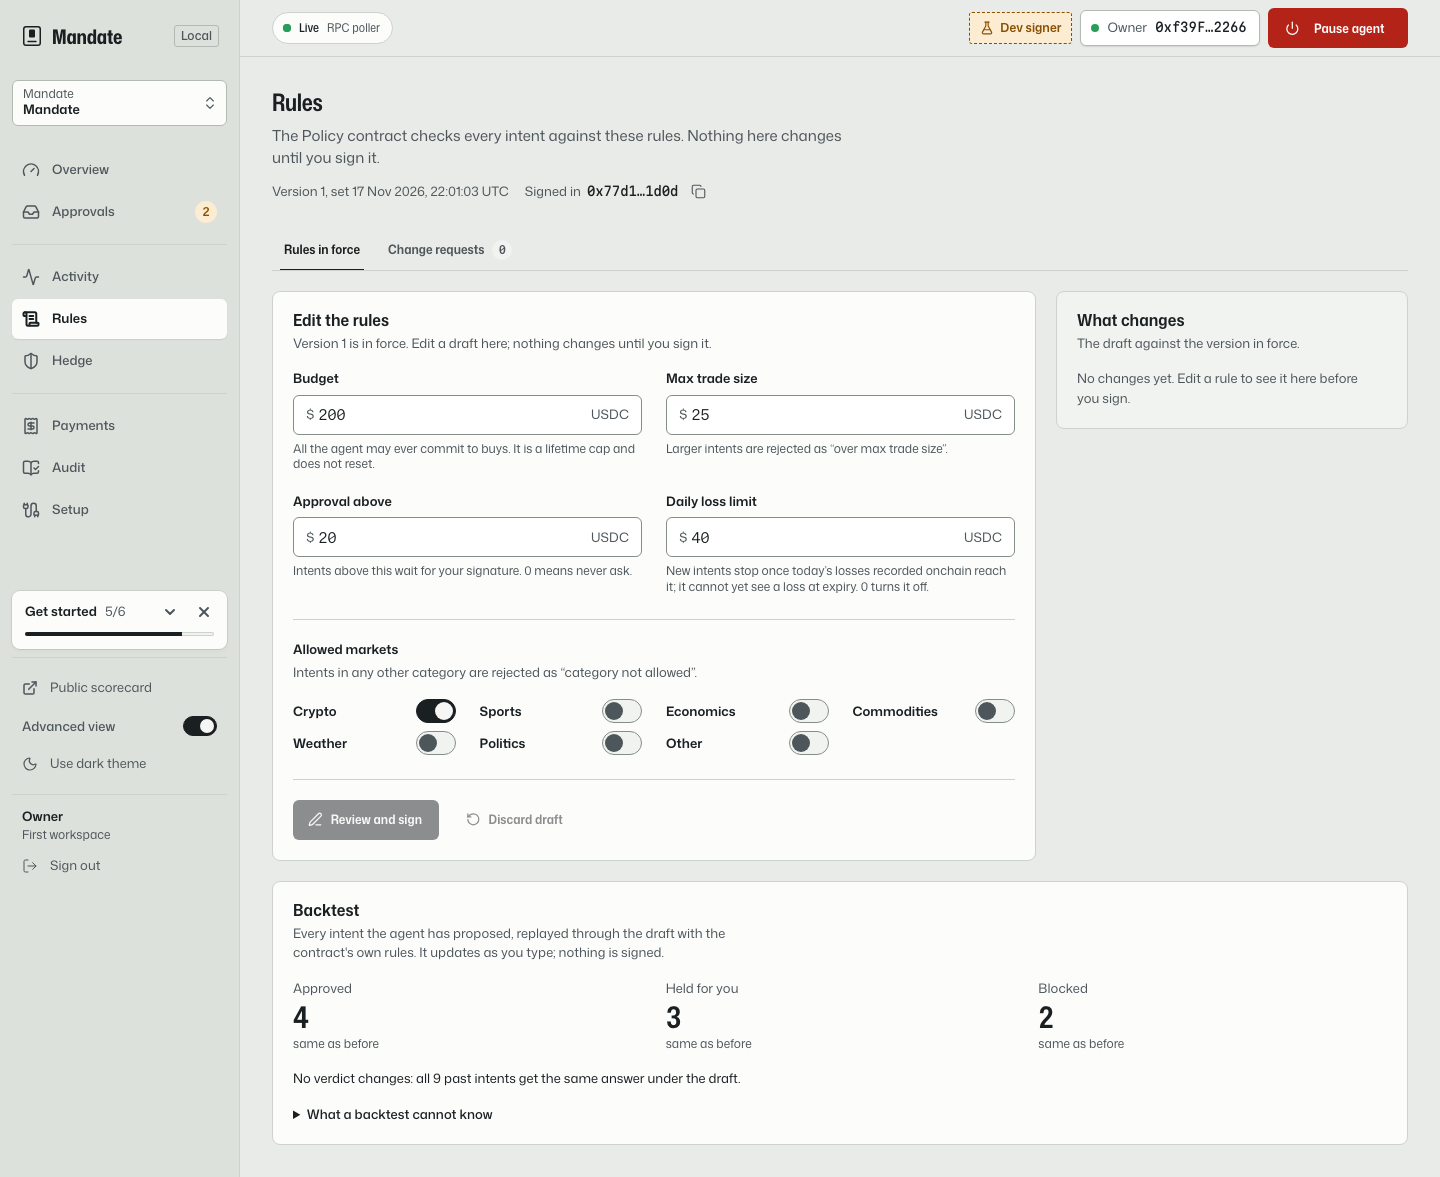 Mandate
Local
Mandate
Mandate
Overview
Approvals 2
Activity
Rules
Hedge
Payments
Audit
Setup
Get started 5/6
Public scorecard
Advanced view
Use dark theme
Owner
First workspace
Sign out
Live RPC poller
Dev signer
Owner 0xf39F…2266
Pause agent
Rules
The Policy contract checks every intent against these rules. Nothing here changes
until you sign it.
Version 1, set 17 Nov 2026, 22:01:03 UTC Signed in 0x77d1…1d0d
Rules in force Change requests 0
Edit the rules
Version 1 is in force. Edit a draft here; nothing changes until you sign it.
Budget
$ 200 USDC
All the agent may ever commit to buys. It is a lifetime cap and
does not reset.
Max trade size
$ 25 USDC
Larger intents are rejected as “over max trade size”.
Approval above
$ 20 USDC
Intents above this wait for your signature. 0 means never ask.
Daily loss limit
$ 40 USDC
New intents stop once today’s losses recorded onchain reach
it; it cannot yet see a loss at expiry. 0 turns it off.
Allowed markets
Intents in any other category are rejected as “category not allowed”.
Crypto Sports Economics Commodities
Weather Politics Other
Review and sign Discard draft
What changes
The draft against the version in force.
No changes yet. Edit a rule to see it here before
you sign.
Backtest
Every intent the agent has proposed, replayed through the draft with the
contract’s own rules. It updates as you type; nothing is signed.
Approved Held for you Blocked
4 3 2
same as before same as before same as before
No verdict changes: all 9 past intents get the same answer under the draft.
What a backtest cannot know